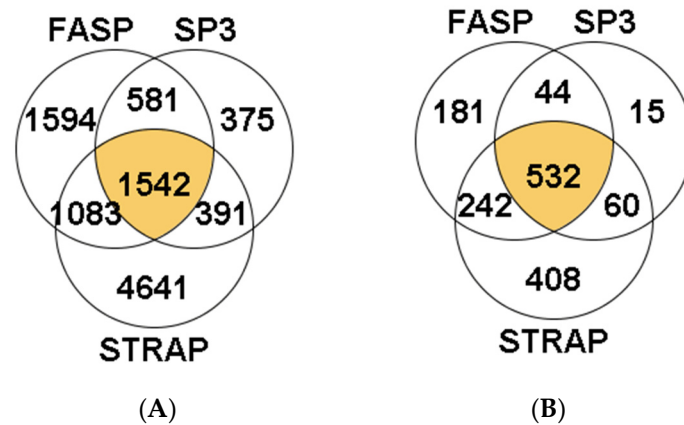 FASP SP3
1594 581 375
1542
1083 391
4641
STRAP
(A)
FASP SP3
181 44 15
532
242 60
408
STRAP
(B)